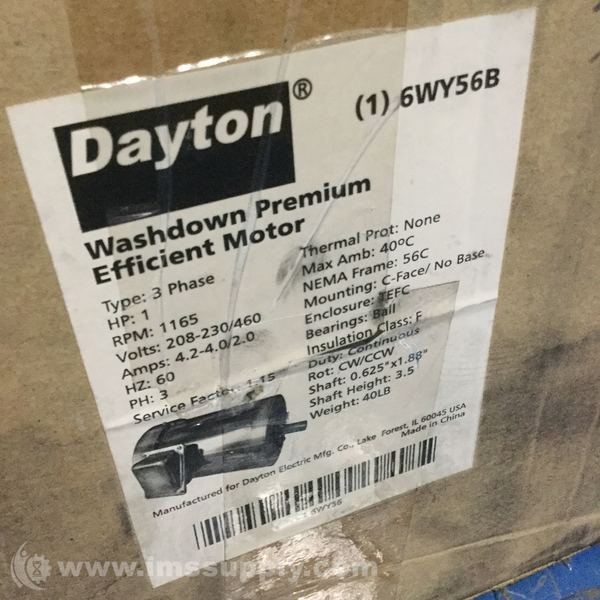 Dayton®
(1) 6WY56B
Washdown Premium
Efficient Motor
Type: 3 Phase
HP: 1
RPM: 1165
Volts: 208-230/460
Amps: 4.2-4.0/2.0
HZ: 60
PH: 3
Service Factor: 1.15
Thermal Prot: None
Max Amb: 40ºC
NEMA Frame: 56C
Mounting: C-Face/ No Base
Enclosure: TEFC
Bearings: Ball
Insulation Class: F
Duty: Continuous
Rot: CW/CCW
Shaft: 0.625"x1.88"
Shaft Height: 3.5
Weight: 40LB
Manufactured for Dayton Electric Mfg. Co., Lake Forest, IL 60045 USA
Made in China
6WY56
www.imssupply.com